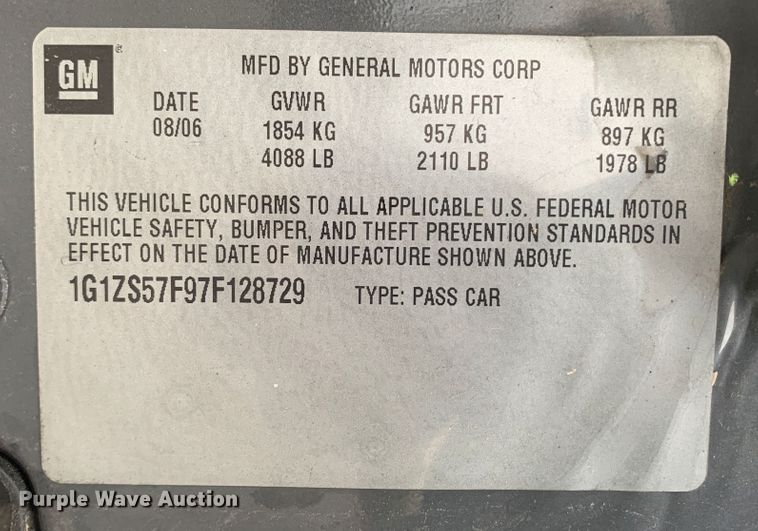 GM®
MFD BY GENERAL MOTORS CORP
DATE GVWR GAWR FRT GAWR RR
08/06 1854 KG 957 KG 897 KG
4088 LB 2110 LB 1978 LB
THIS VEHICLE CONFORMS TO ALL APPLICABLE U.S. FEDERAL MOTOR
VEHICLE SAFETY, BUMPER, AND THEFT PREVENTION STANDARDS IN
EFFECT ON THE DATE OF MANUFACTURE SHOWN ABOVE.
1G1ZS57F97F128729 TYPE: PASS CAR
Purple Wave Auction